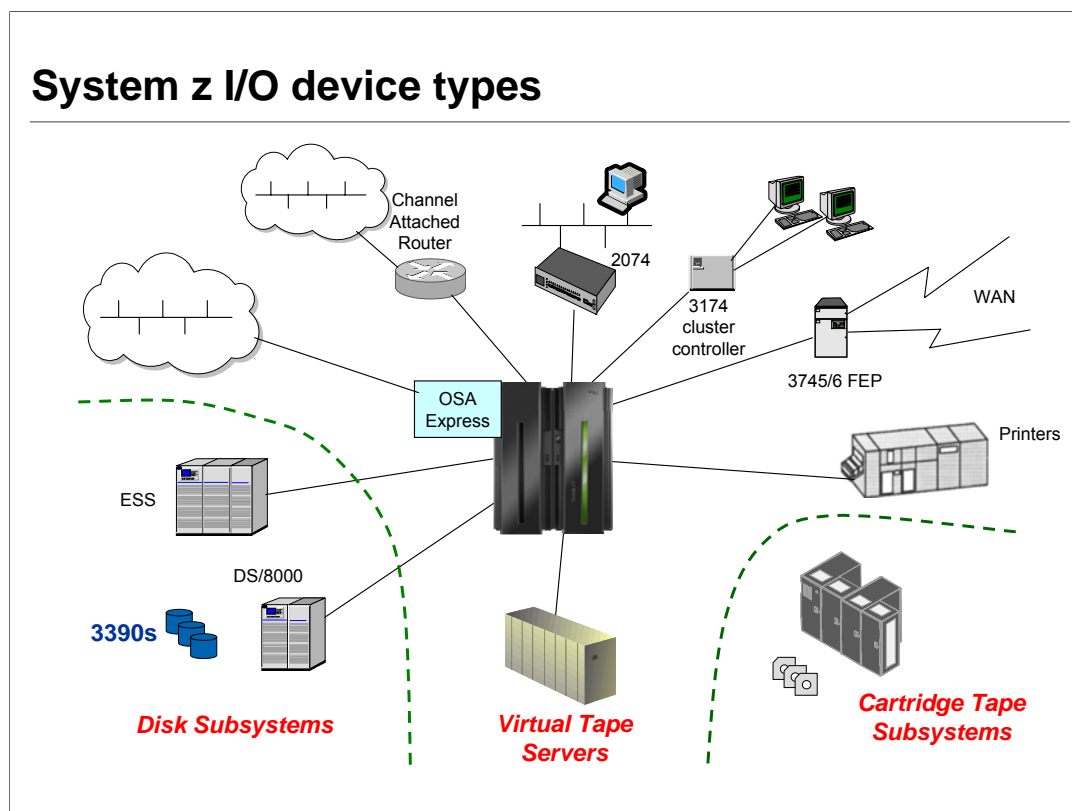 System z I/O device types
Channel
Attached
Router
2074
3174
cluster
controller
WAN
3745/6 FEP
OSA
Express
Printers
ESS
DS/8000
3390s
Disk Subsystems
Virtual Tape
Servers
Cartridge Tape
Subsystems